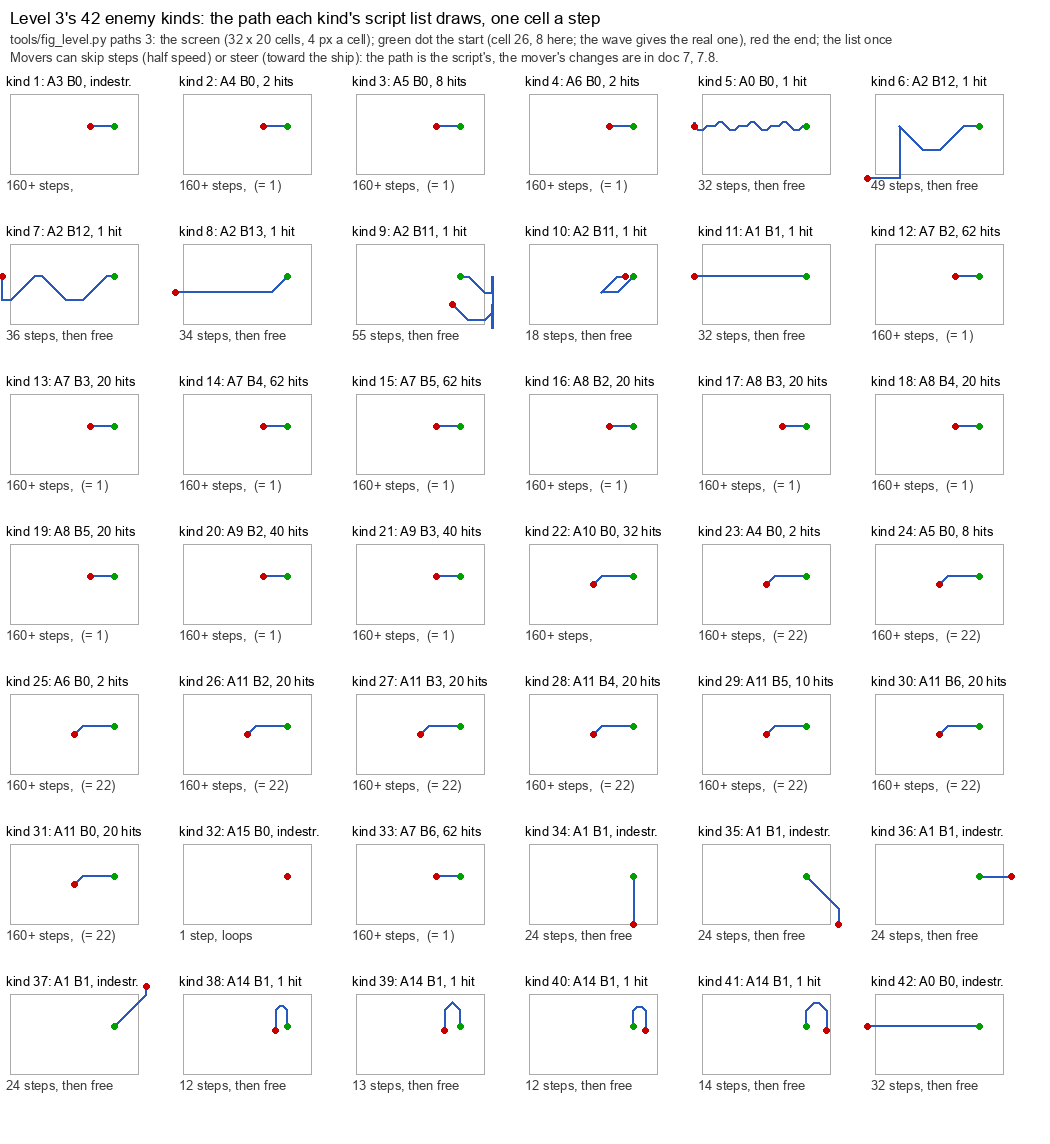 Level 3's 42 enemy kinds: the path each kind's script list draws, one cell a step
tools/fig_level.py paths 3: the screen (32 x 20 cells, 4 px a cell); green dot the start (cell 26, 8 here; the wave gives the real one), red the end; the list once
Movers can skip steps (half speed) or steer (toward the ship): the path is the script's, the mover's changes are in doc 7, 7.8.
kind 1: A3 B0, indestr.
kind 2: A4 B0, 2 hits
kind 3: A5 B0, 8 hits
kind 4: A6 B0, 2 hits
kind 5: A0 B0, 1 hit
kind 6: A2 B12, 1 hit
160+ steps,
160+ steps,  (= 1)
160+ steps,  (= 1)
160+ steps,  (= 1)
32 steps, then free
49 steps, then free
kind 7: A2 B12, 1 hit
kind 8: A2 B13, 1 hit
kind 9: A2 B11, 1 hit
kind 10: A2 B11, 1 hit
kind 11: A1 B1, 1 hit
kind 12: A7 B2, 62 hits
36 steps, then free
34 steps, then free
55 steps, then free
18 steps, then free
32 steps, then free
160+ steps,  (= 1)
kind 13: A7 B3, 20 hits
kind 14: A7 B4, 62 hits
kind 15: A7 B5, 62 hits
kind 16: A8 B2, 20 hits
kind 17: A8 B3, 20 hits
kind 18: A8 B4, 20 hits
160+ steps,  (= 1)
160+ steps,  (= 1)
160+ steps,  (= 1)
160+ steps,  (= 1)
160+ steps,  (= 1)
160+ steps,  (= 1)
kind 19: A8 B5, 20 hits
kind 20: A9 B2, 40 hits
kind 21: A9 B3, 40 hits
kind 22: A10 B0, 32 hits
kind 23: A4 B0, 2 hits
kind 24: A5 B0, 8 hits
160+ steps,  (= 1)
160+ steps,  (= 1)
160+ steps,  (= 1)
160+ steps,
160+ steps,  (= 22)
160+ steps,  (= 22)
kind 25: A6 B0, 2 hits
kind 26: A11 B2, 20 hits
kind 27: A11 B3, 20 hits
kind 28: A11 B4, 20 hits
kind 29: A11 B5, 10 hits
kind 30: A11 B6, 20 hits
160+ steps,  (= 22)
160+ steps,  (= 22)
160+ steps,  (= 22)
160+ steps,  (= 22)
160+ steps,  (= 22)
160+ steps,  (= 22)
kind 31: A11 B0, 20 hits
kind 32: A15 B0, indestr.
kind 33: A7 B6, 62 hits
kind 34: A1 B1, indestr.
kind 35: A1 B1, indestr.
kind 36: A1 B1, indestr.
160+ steps,  (= 22)
1 step, loops
160+ steps,  (= 1)
24 steps, then free
24 steps, then free
24 steps, then free
kind 37: A1 B1, indestr.
kind 38: A14 B1, 1 hit
kind 39: A14 B1, 1 hit
kind 40: A14 B1, 1 hit
kind 41: A14 B1, 1 hit
kind 42: A0 B0, indestr.
24 steps, then free
12 steps, then free
13 steps, then free
12 steps, then free
14 steps, then free
32 steps, then free